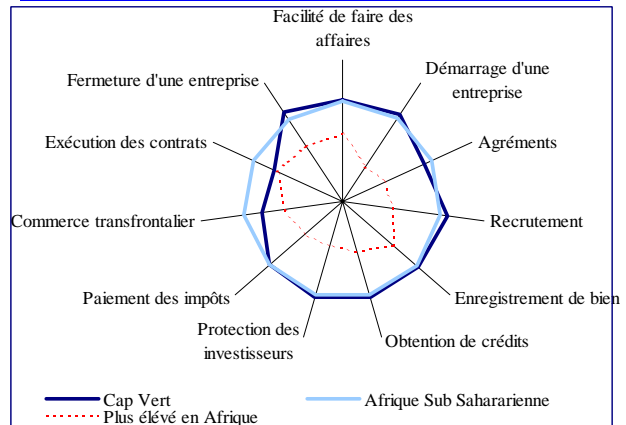 Facilité de faire des
affaires
Démarrage d'une
entreprise
Agréments
Recrutement
Enregistrement de bien
Obtention de crédits
Protection des
investisseurs
Paiement des impôts
Commerce transfrontalier
Exécution des contrats
Fermeture d'une entreprise
Cap Vert
Afrique Sub Sahararienne
Plus élévé en Afrique